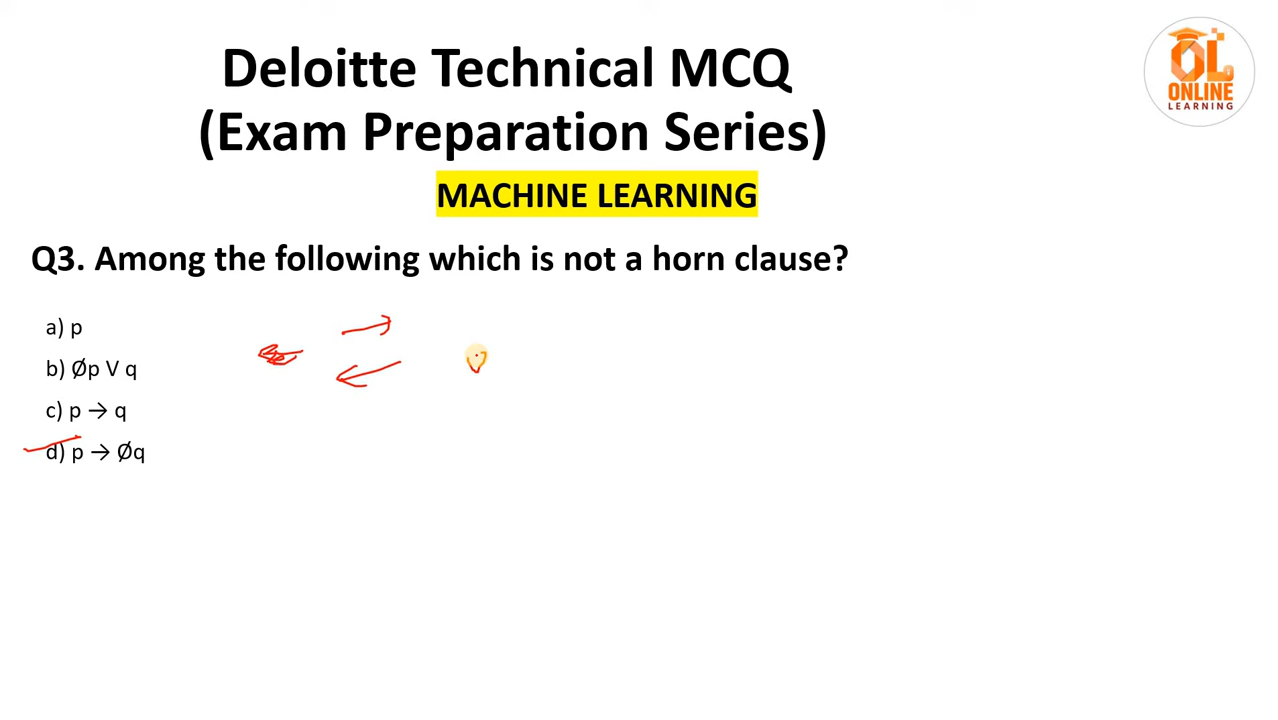 Deloitte Technical MCQ
(Exam Preparation Series)
OL
ONLINE
LEARNING
MACHINE LEARNING
Q3. Among the following which is not a horn clause?
a) p
b) Øp V q
c) p → q
d) p → Øq